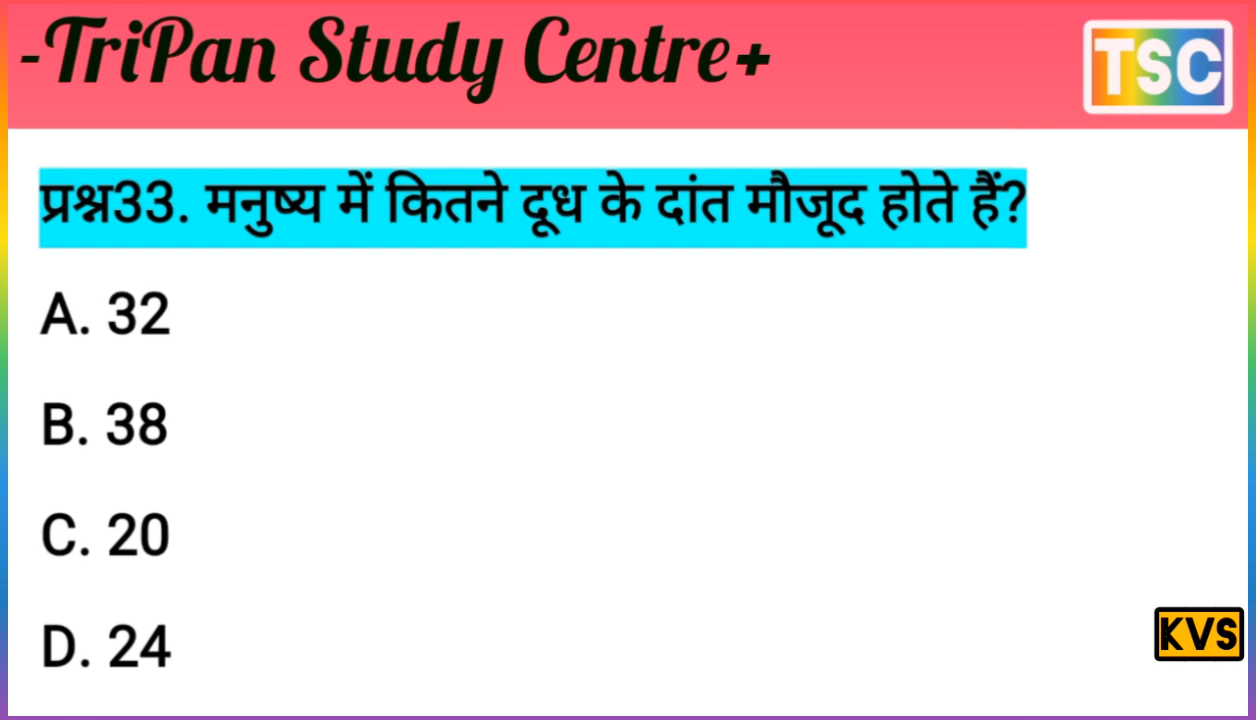 -TriPan Study Centre+
TSC
प्रश्न33. मनुष्य में कितने दूध के दांत मौजूद होते हैं?
A. 32
B. 38
C. 20
D. 24
KVS